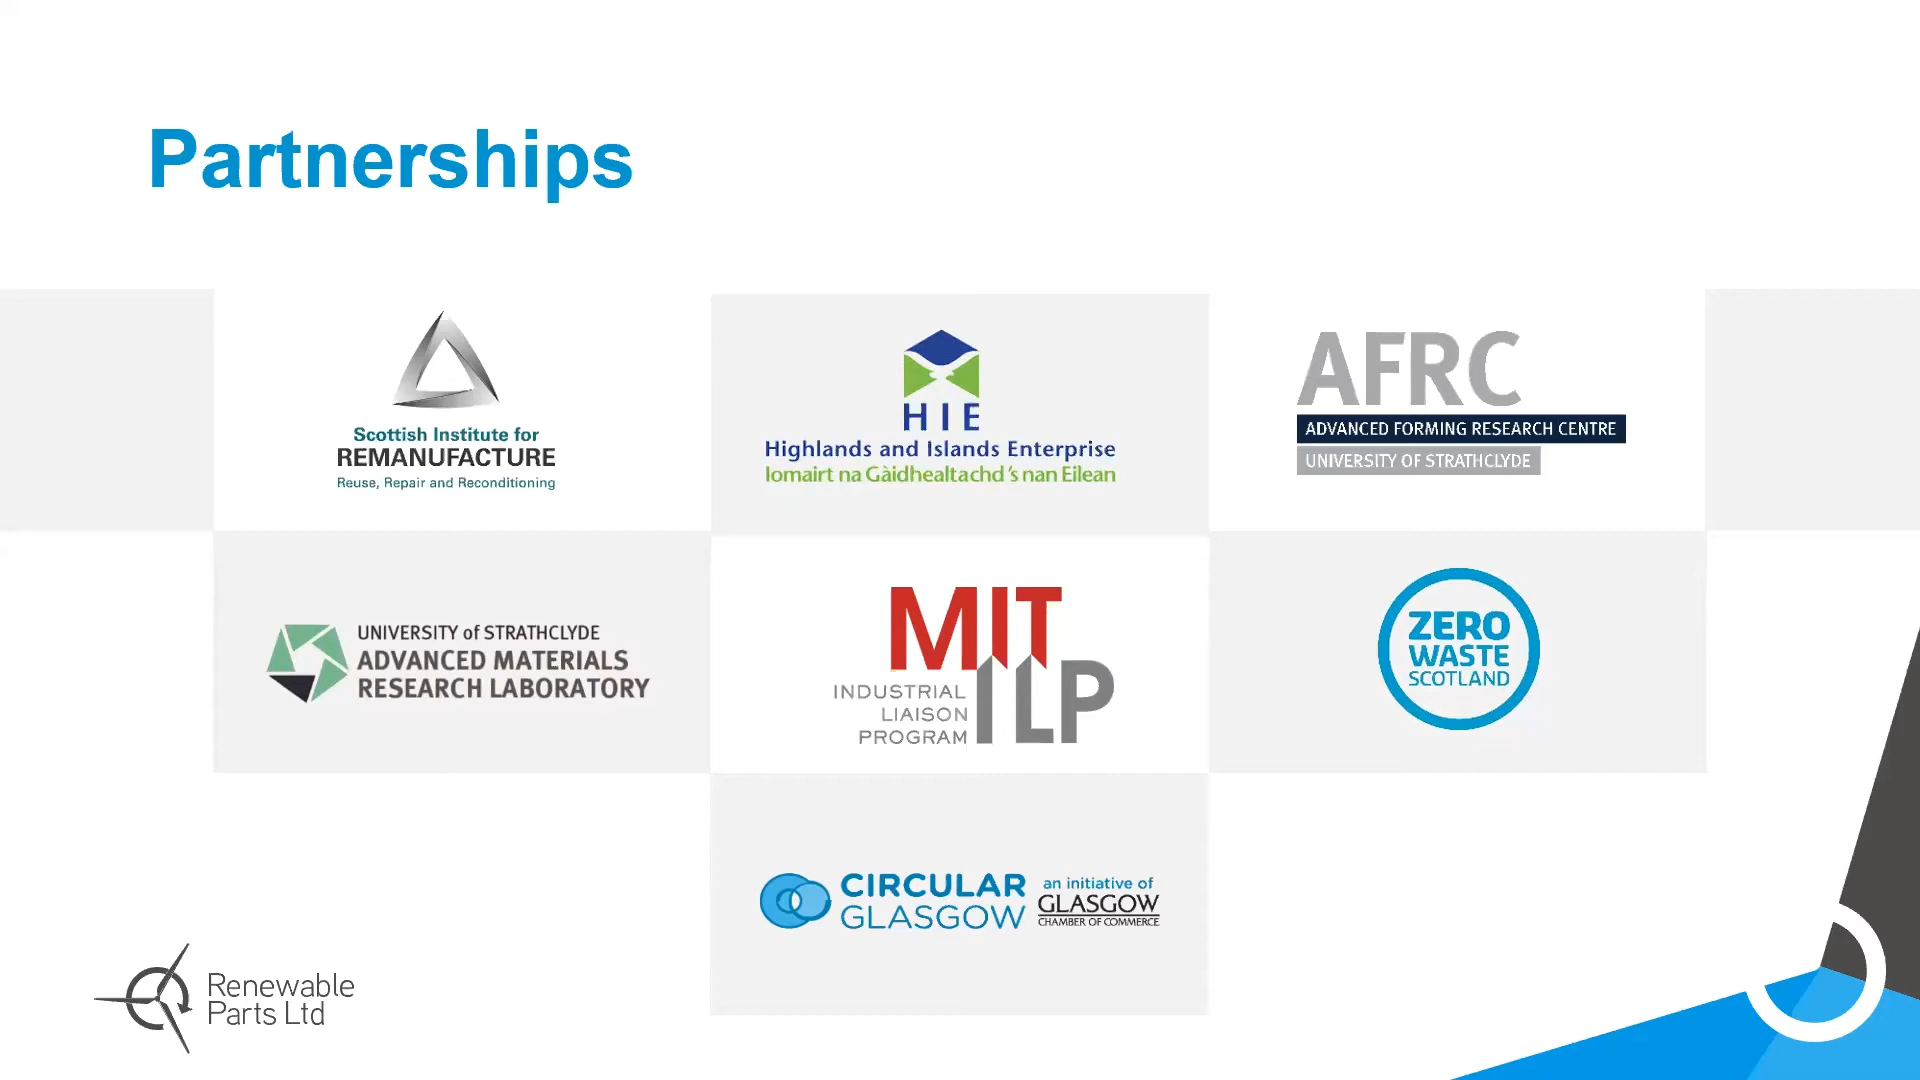 Partnerships
Scottish Institute for
REMANUFACTURE
Reuse, Repair and Reconditioning
HIE
Highlands and Islands Enterprise
Iomairt na Gàidhealtachd 's nan Eilean
AFRC
ADVANCED FORMING RESEARCH CENTRE
UNIVERSITY OF STRATHCLYDE
UNIVERSITY of STRATHCLYDE
ADVANCED MATERIALS
RESEARCH LABORATORY
MIT
ILP
INDUSTRIAL
LIAISON
PROGRAM
ZERO
WASTE
SCOTLAND
CIRCULAR
GLASGOW
an initiative of
GLASGOW
CHAMBER OF COMMERCE
Renewable
Parts Ltd